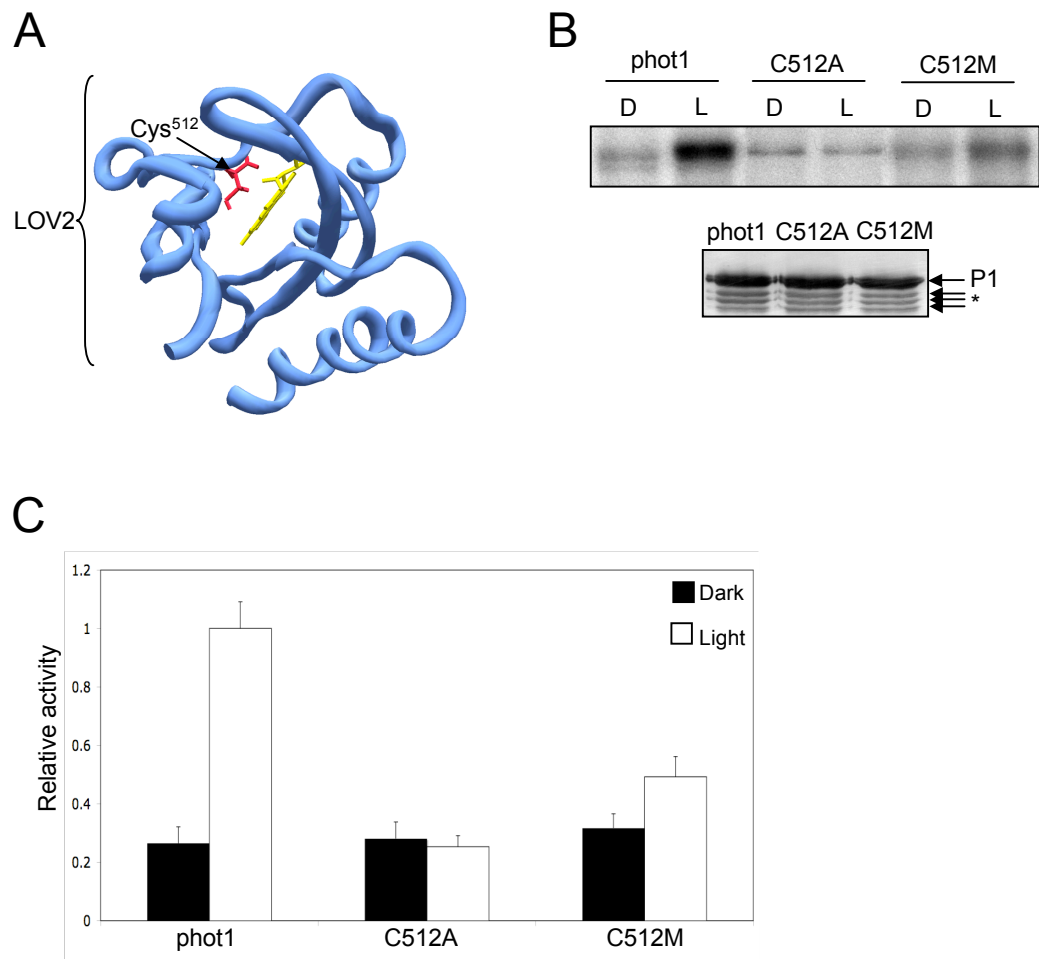 A
Cys512
LOV2
B
phot1 C512A C512M
D L D L D L
phot1 C512A C512M
P1
*
C
Relative activity
1.2
1
0.8
0.6
0.4
0.2
0
Dark
Light
phot1 C512A C512M